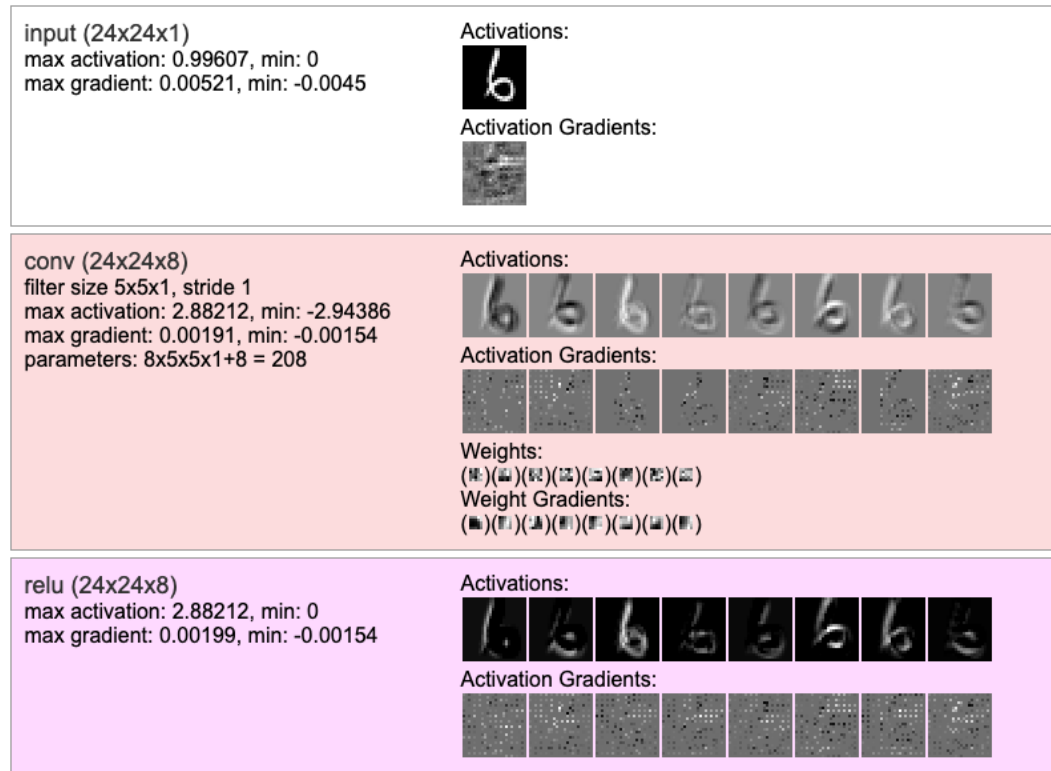 input (24x24x1)
max activation: 0.99607, min: 0
max gradient: 0.00521, min: -0.0045
Activations:
6
Activation Gradients:
conv (24x24x8)
filter size 5x5x1, stride 1
max activation: 2.88212, min: -2.94386
max gradient: 0.00191, min: -0.00154
parameters: 8x5x5x1+8 = 208
Activations:
Activation Gradients:
Weights:
()()()()()()()()
Weight Gradients:
()()()()()()()()
relu (24x24x8)
max activation: 2.88212, min: 0
max gradient: 0.00199, min: -0.00154
Activations:
Activation Gradients: